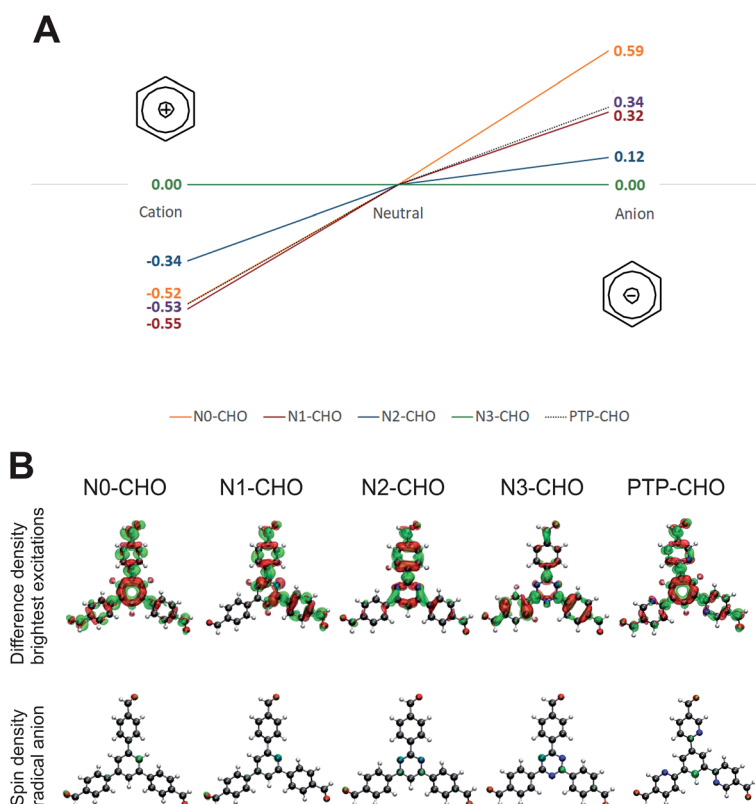 A
0.59
0.34
0.32
0.12
0.00
0.00
Cation
Neutral
Anion
-0.34
-0.52
-0.53
-0.55
N0-CHO
N1-CHO
N2-CHO
N3-CHO
PTP-CHO
B
N0-CHO
N1-CHO
N2-CHO
N3-CHO
PTP-CHO
Difference density
brightest excitations
Spin density
radical anion